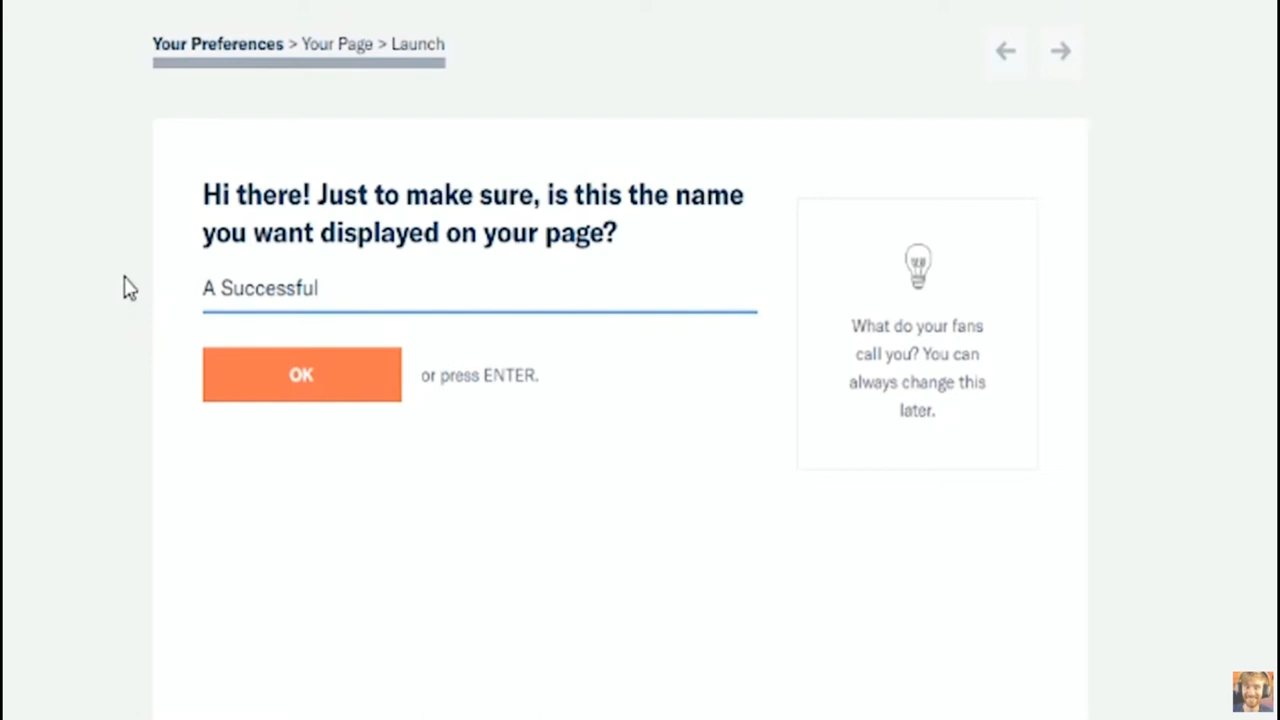 Your Preferences > Your Page > Launch
Hi there! Just to make sure, is this the name
you want displayed on your page?
A Successful
OK
or press ENTER.
What do your fans
call you? You can
always change this
later.